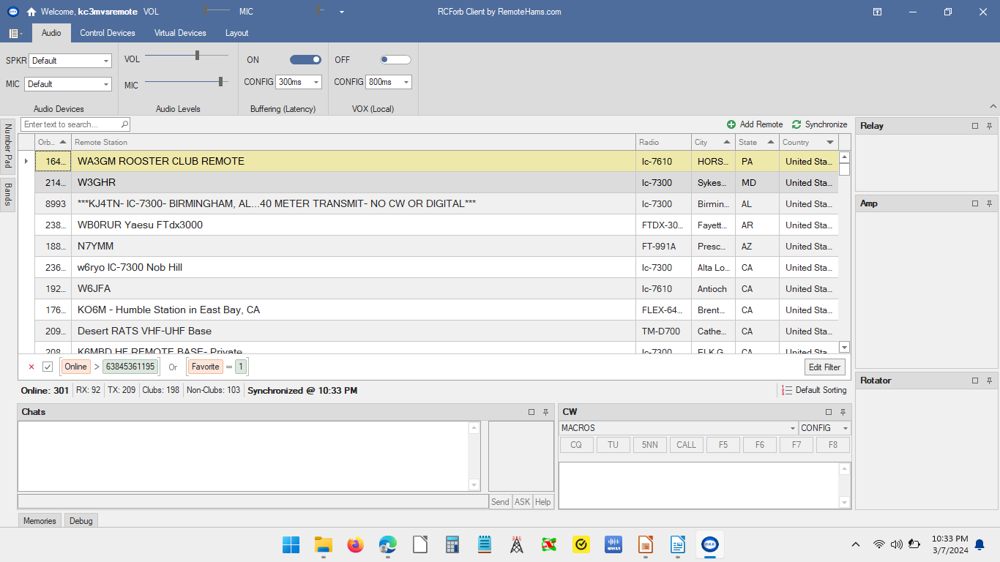 Welcome, kc3mvsremote VOL MIC RCForb Client by RemoteHams.com
Audio Control Devices Virtual Devices Layout
SPKR Default VOL ON OFF
MIC Default MIC CONFIG 300ms CONFIG 800ms
Audio Devices Audio Levels Buffering (Latency) VOX (Local)
Number Pad
Bands
Enter text to search... Add Remote Synchronize
Orb... Remote Station Radio City State Country
164... WA3GM ROOSTER CLUB REMOTE Ic-7610 HORS... PA United Sta...
214... W3GHR Ic-7300 Sykes... MD United Sta...
8993 ***KJ4TN- IC-7300- BIRMINGHAM, AL...40 METER TRANSMIT- NO CW OR DIGITAL*** Ic-7300 Birmin... AL United Sta...
238... WB0RUR Yaesu FTdx3000 FTDX-30... Fayett... AR United Sta...
188... N7YMM FT-991A Presc... AZ United Sta...
236... w6ryo IC-7300 Nob Hill Ic-7300 Alta Lo... CA United Sta...
192... W6JFA Ic-7610 Antioch CA United Sta...
176... KO6M - Humble Station in East Bay, CA FLEX-64... Brent... CA United Sta...
209... Desert RATS VHF-UHF Base TM-D700 Cathe... CA United Sta...
208... K6MBD HF REMOTE BASE- Private Ic-7300 ELK G... CA United Sta...
Online > 63845361195 Or Favorite = 1 Edit Filter
Online: 301 RX: 92 TX: 209 Clubs: 198 Non-Clubs: 103 Synchronized @ 10:33 PM Default Sorting
Relay
Amp
Rotator
Chats
Send ASK Help
CW
MACROS CONFIG
CQ TU 5NN CALL F5 F6 F7 F8
Memories Debug
10:33 PM
3/7/2024